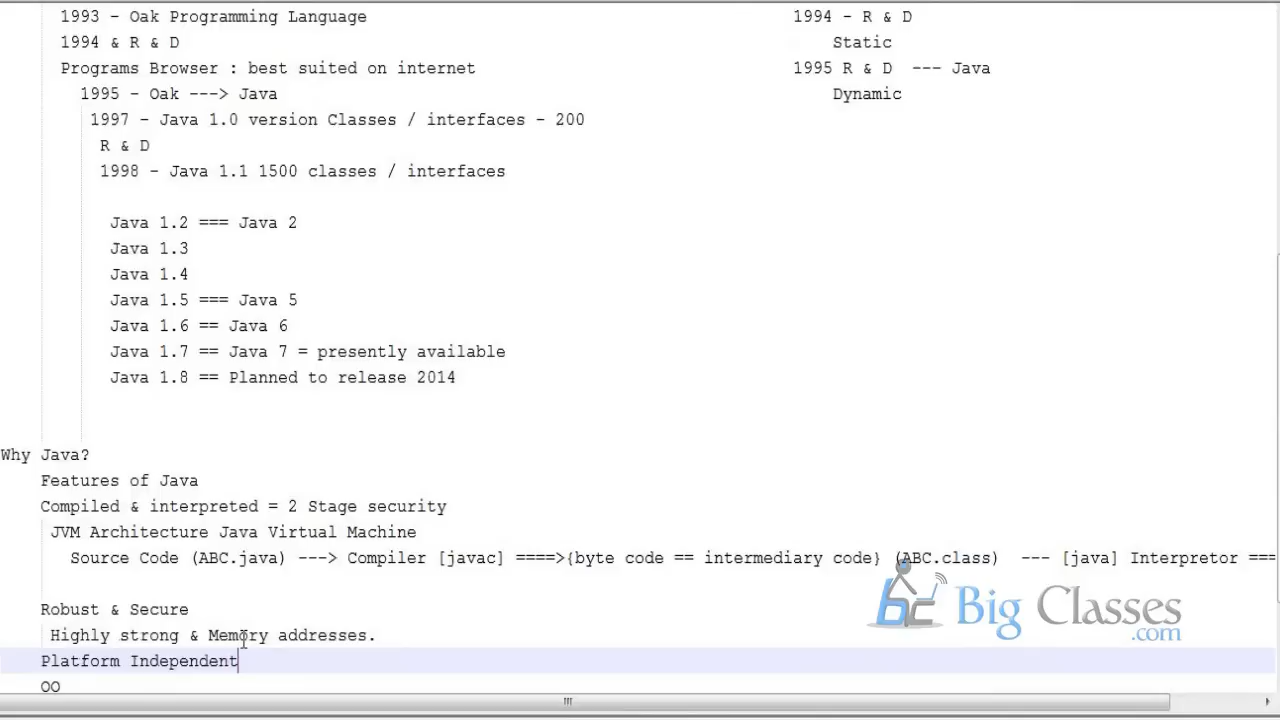 1993 - Oak Programming Language
1994 - R & D
1994 & R & D
Static
Programs Browser : best suited on internet
1995 R & D --- Java
1995 - Oak ---> Java
Dynamic
1997 - Java 1.0 version Classes / interfaces - 200
R & D
1998 - Java 1.1 1500 classes / interfaces
Java 1.2 === Java 2
Java 1.3
Java 1.4
Java 1.5 === Java 5
Java 1.6 == Java 6
Java 1.7 == Java 7 = presently available
Java 1.8 == Planned to release 2014
Why Java?
Features of Java
Compiled & interpreted = 2 Stage security
JVM Architecture Java Virtual Machine
Source Code (ABC.java) ---> Compiler [javac] ====>{byte code == intermediary code} (ABC.class) --- [java] Interpretor ===
Robust & Secure
Highly strong & Memory addresses.
Platform Independent
OO
bc Big Classes
.com